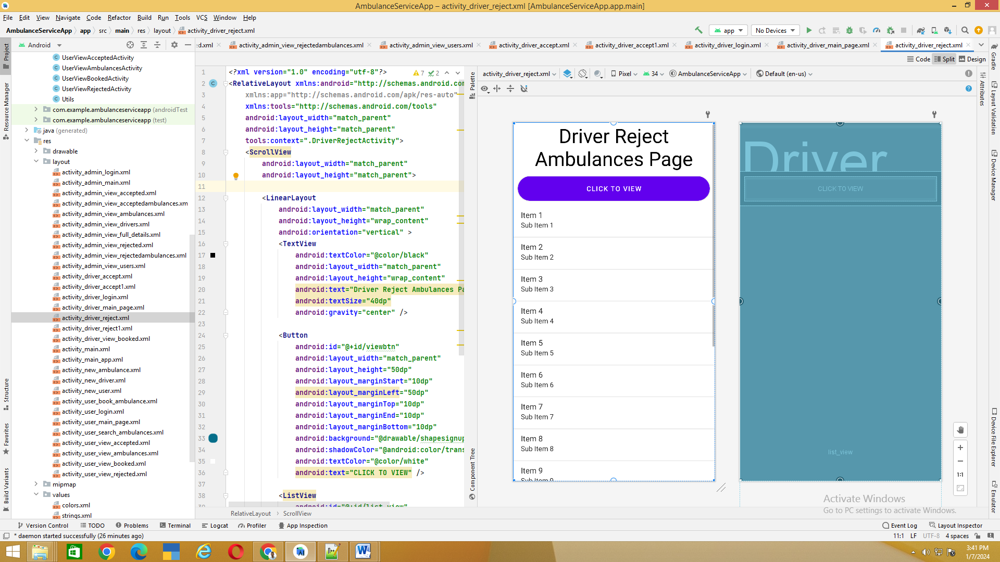 AmbulanceServiceApp – activity_driver_reject.xml [AmbulanceServiceApp.app.main]
File Edit View Navigate Code Refactor Build Run Tools VCS Window Help
AmbulanceServiceApp app src main res layout activity_driver_reject.xml
app No Devices
Android
d.xml activity_admin_view_rejectedambulances.xml activity_admin_view_users.xml activity_driver_accept.xml activity_driver_accept1.xml activity_driver_login.xml activity_driver_main_page.xml activity_driver_reject.xml
Code Split Design
Project
Resource Manager
Structure
Favorites
Build Variants
UserViewAcceptedActivity
UserViewAmbulancesActivity
UserViewBookedActivity
UserViewRejectedActivity
Utils
com.example.ambulanceserviceapp (androidTest
com.example.ambulanceserviceapp (test)
java (generated)
res
drawable
layout
activity_admin_login.xml
activity_admin_main.xml
activity_admin_view_accepted.xml
activity_admin_view_acceptedambulances.xm
activity_admin_view_ambulances.xml
activity_admin_view_drivers.xml
activity_admin_view_full_details.xml
activity_admin_view_rejected.xml
activity_admin_view_rejectedambulances.xml
activity_admin_view_users.xml
activity_driver_accept.xml
activity_driver_accept1.xml
activity_driver_login.xml
activity_driver_main_page.xml
activity_driver_reject.xml
activity_driver_reject1.xml
activity_driver_view_booked.xml
activity_main.xml
activity_main_app.xml
activity_new_ambulance.xml
activity_new_driver.xml
activity_new_user.xml
activity_user_book_ambulance.xml
activity_user_login.xml
activity_user_main_page.xml
activity_user_search_ambulances.xml
activity_user_view_accepted.xml
activity_user_view_ambulances.xml
activity_user_view_booked.xml
activity_user_view_rejected.xml
mipmap
values
colors.xml
strings.xml
7 2
1 <?xml version="1.0" encoding="utf-8"?>
2 <RelativeLayout xmlns:android="http://schemas.android.com
3 xmlns:app="http://schemas.android.com/apk/res-auto"
4 xmlns:tools="http://schemas.android.com/tools"
5 android:layout_width="match_parent"
6 android:layout_height="match_parent"
7 tools:context=".DriverRejectActivity">
8 <ScrollView
9 android:layout_width="match_parent"
10 android:layout_height="match_parent">
11
12 <LinearLayout
13 android:layout_width="match_parent"
14 android:layout_height="wrap_content"
15 android:orientation="vertical" >
16 <TextView
17 android:textColor="@color/black"
18 android:layout_width="match_parent"
19 android:layout_height="wrap_content"
20 android:text="Driver Reject Ambulances Pa
21 android:textSize="40dp"
22 android:gravity="center" />
23
24 <Button
25 android:id="@+id/viewbtn"
26 android:layout_width="match_parent"
27 android:layout_height="50dp"
28 android:layout_marginStart="10dp"
29 android:layout_marginLeft="50dp"
30 android:layout_marginTop="10dp"
31 android:layout_marginEnd="10dp"
32 android:layout_marginBottom="10dp"
33 android:background="@drawable/shapesignup
34 android:shadowColor="@android:color/trans
35 android:textColor="@color/white"
36 android:text="CLICK TO VIEW" />
37
38 <ListView
39 android:id="@+id/list_view"
RelativeLayout ScrollView
Palette
Component Tree
activity_driver_reject.xml Pixel 34 AmbulanceServiceApp Default (en-us)
Driver Reject
Ambulances Page
CLICK TO VIEW
Item 1
Sub Item 1
Item 2
Sub Item 2
Item 3
Sub Item 3
Item 4
Sub Item 4
Item 5
Sub Item 5
Item 6
Sub Item 6
Item 7
Sub Item 7
Item 8
Sub Item 8
Item 9
Sub Item 9
Driver
CLICK TO VIEW
list_view
1:1
Activate Windows
Go to PC settings to activate Windows.
Attributes
Gradle
Layout Validation
Device Manager
Device File Explorer
Emulator
Version Control TODO Problems Terminal Logcat Profiler App Inspection Event Log Layout Inspector
* daemon started successfully (26 minutes ago) 11:1 LF UTF-8 4 spaces
3:41 PM
1/7/2024